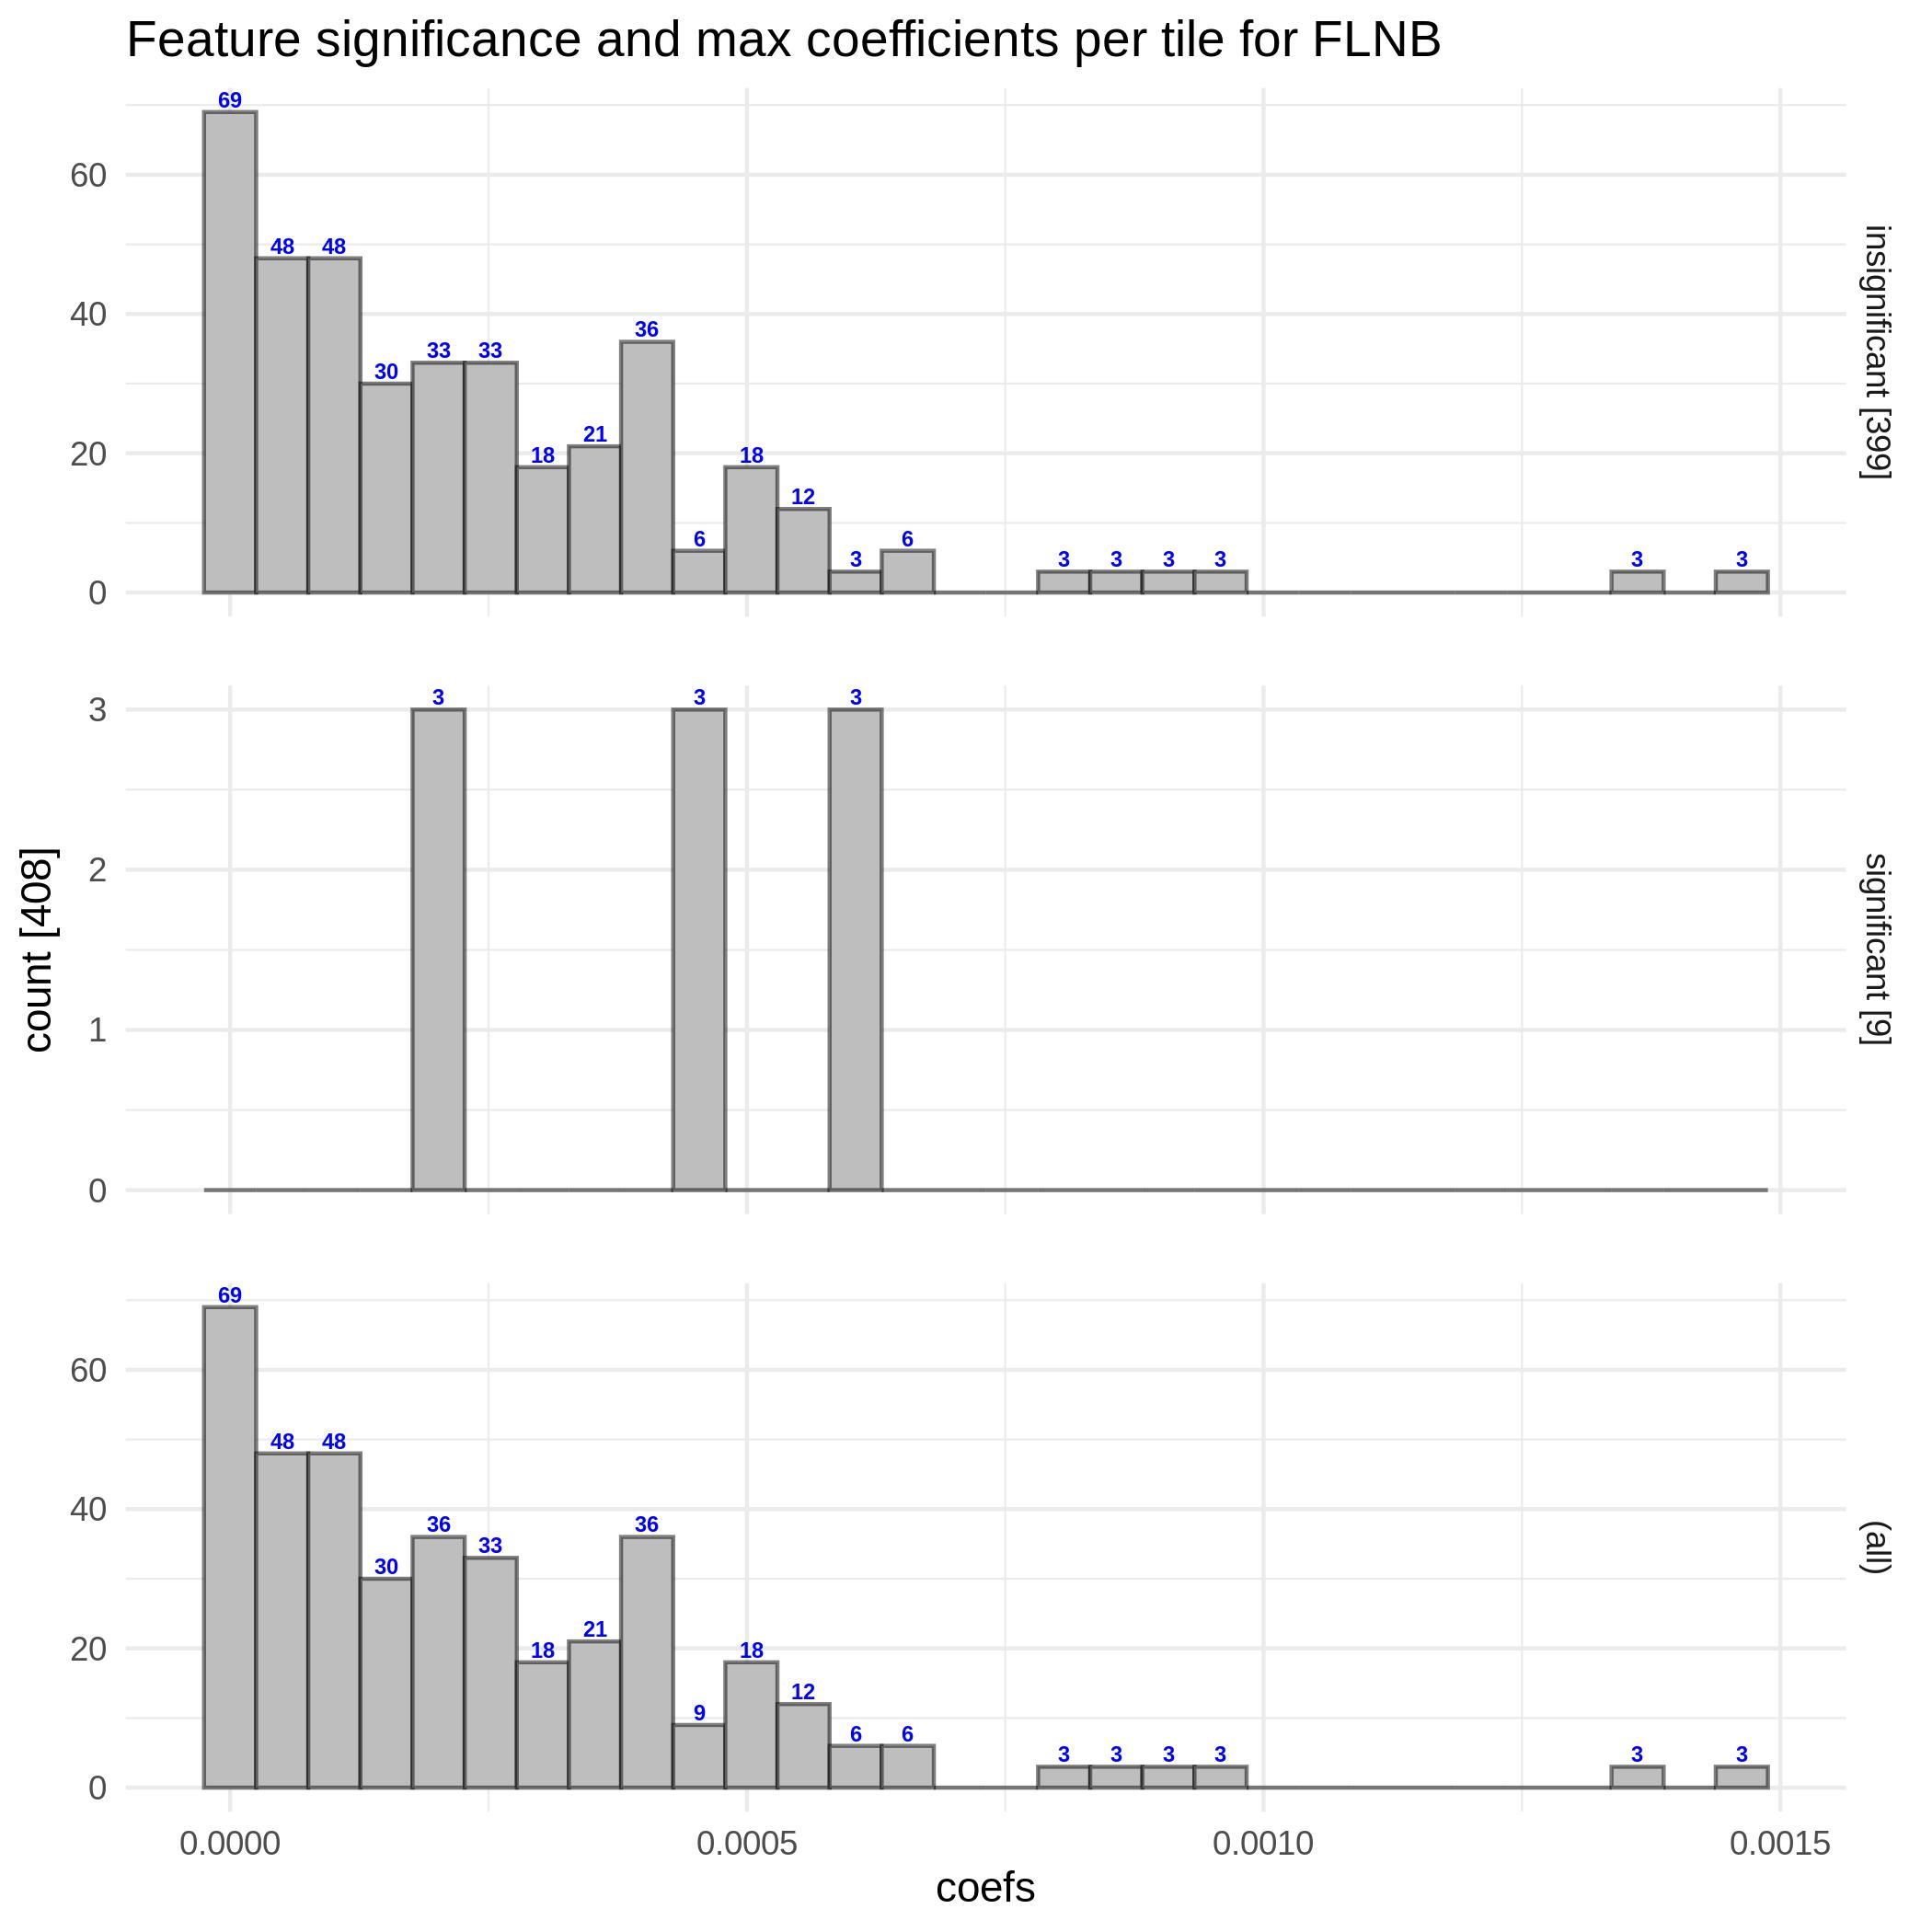 Feature significance and max coefficients per tile for FLNB
69
48 48
30 33 33
18 21 36
6 18 12 3 6
3 3 3 3 3 3
60
40
20
0
insignificant [399]
3 3 3
3
2
1
0
significant [9]
count [408]
69
48 48
30 36 33
18 21 36
9 18 12 6 6
3 3 3 3 3 3
60
40
20
0
(all)
0.0000 0.0005 0.0010 0.0015
coefs